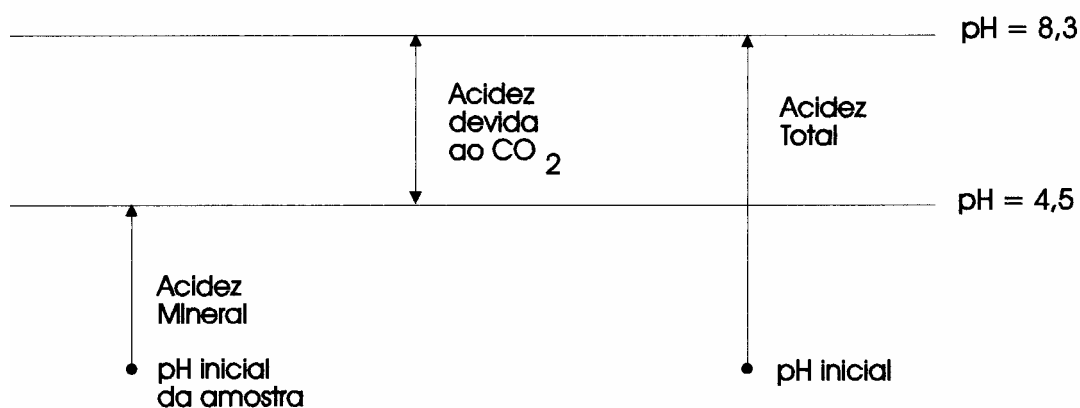 pH = 8,3
Acidez
devida
ao CO 2
Acidez
Total
pH = 4,5
Acidez
Mineral
pH inicial
da amostra
pH inicial